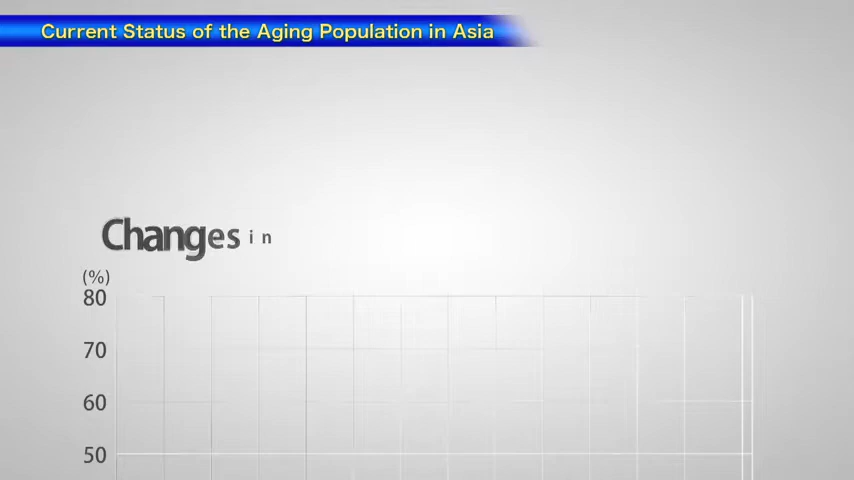 Current Status of the Aging Population in Asia
Changes in
(%)
80
70
60
50